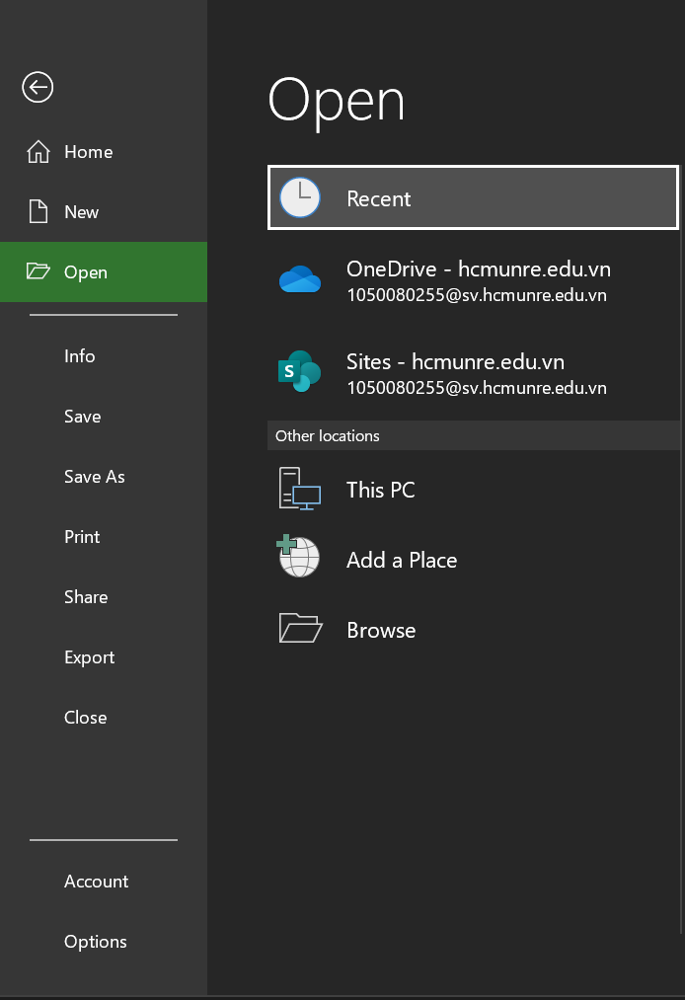 Home
New
Open
Info
Save
Save As
Print
Share
Export
Close
Account
Options
Open
Recent
OneDrive - hcmunre.edu.vn
1050080255@sv.hcmunre.edu.vn
S
Sites - hcmunre.edu.vn
1050080255@sv.hcmunre.edu.vn
Other locations
This PC
Add a Place
Browse